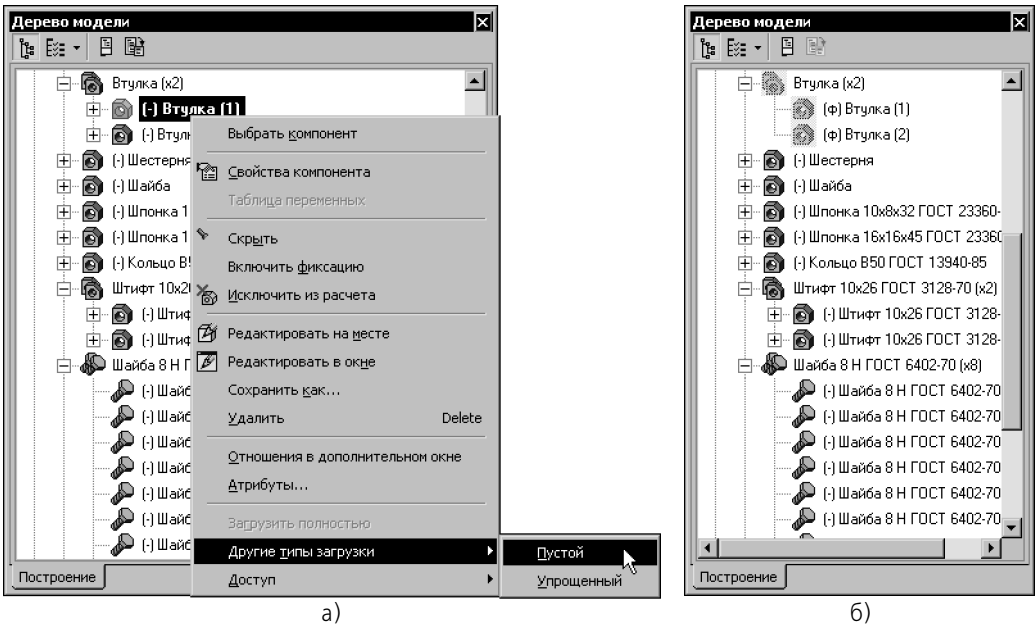 Дерево модели
Втулка (x2)
(-) Втулка (1)
(-) Втул
(-) Шестерня
(-) Шайба
(-) Шпонка 1
(-) Шпонка 1
(-) Кольцо В5
Штифт 10x2
(-) Штиф
(-) Штиф
Шайба 8 Н Г
(-) Шайб
(-) Шайб
(-) Шайб
(-) Шайб
(-) Шайб
(-) Шайб
(-) Шайб
Построение
Выбрать компонент
Свойства компонента
Таблица переменных
Скрыть
Включить фиксацию
Исключить из расчета
Редактировать на месте
Редактировать в окне
Сохранить как...
Удалить Delete
Отношения в дополнительном окне
Атрибуты...
Загрузить полностью
Другие типы загрузки
Доступ
Пустой
Упрощенный
а)
Дерево модели
Втулка (x2)
(ф) Втулка (1)
(ф) Втулка (2)
(-) Шестерня
(-) Шайба
(-) Шпонка 10x8x32 ГОСТ 23360-
(-) Шпонка 16x16x45 ГОСТ 23360
(-) Кольцо В50 ГОСТ 13940-85
Штифт 10x26 ГОСТ 3128-70 (x2)
(-) Штифт 10x26 ГОСТ 3128-
(-) Штифт 10x26 ГОСТ 3128-
Шайба 8 Н ГОСТ 6402-70 (x8)
(-) Шайба 8 Н ГОСТ 6402-70
(-) Шайба 8 Н ГОСТ 6402-70
(-) Шайба 8 Н ГОСТ 6402-70
(-) Шайба 8 Н ГОСТ 6402-70
(-) Шайба 8 Н ГОСТ 6402-70
(-) Шайба 8 Н ГОСТ 6402-70
Построение
б)